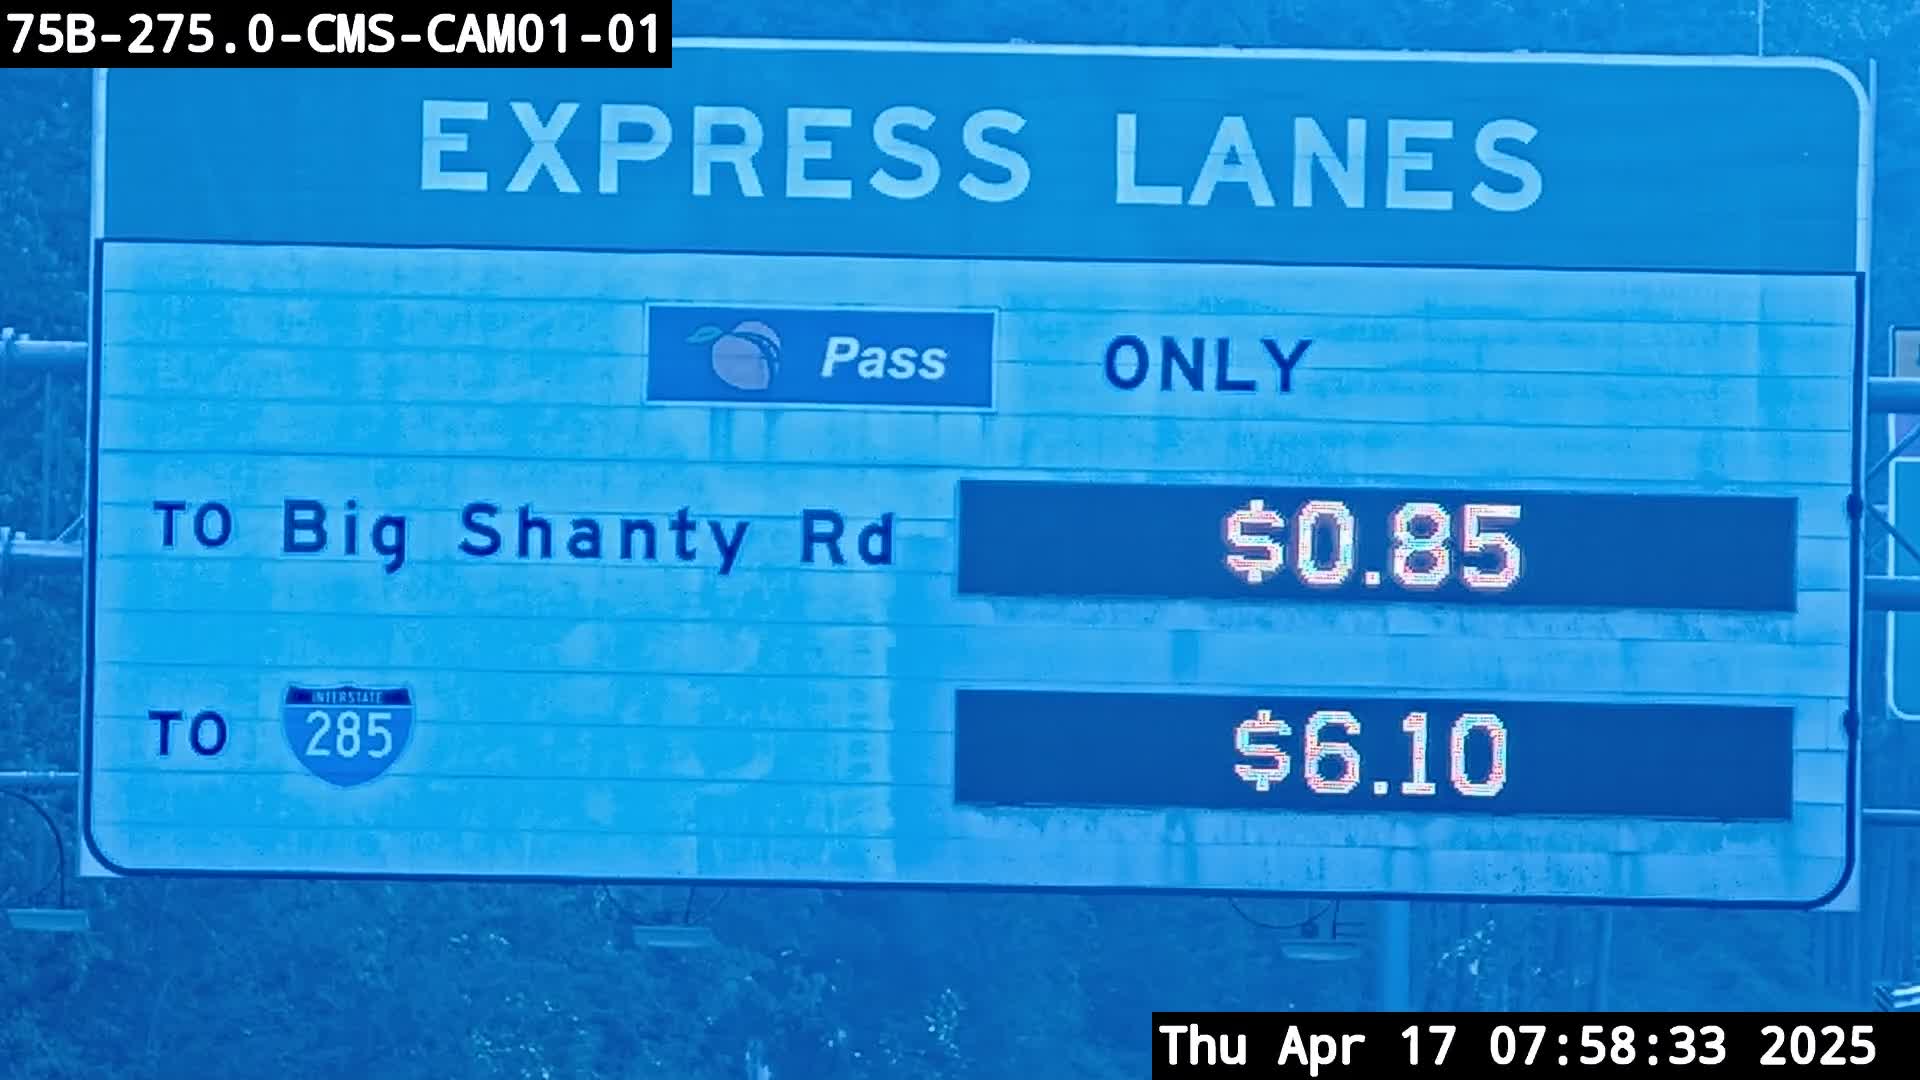 75B-275.0-CMS-CAM01-01
EXPRESS LANES
Pass ONLY
TO Big Shanty Rd $0.85
INTERSTATE
TO 285 $6.10
Thu Apr 17 07:58:33 2025